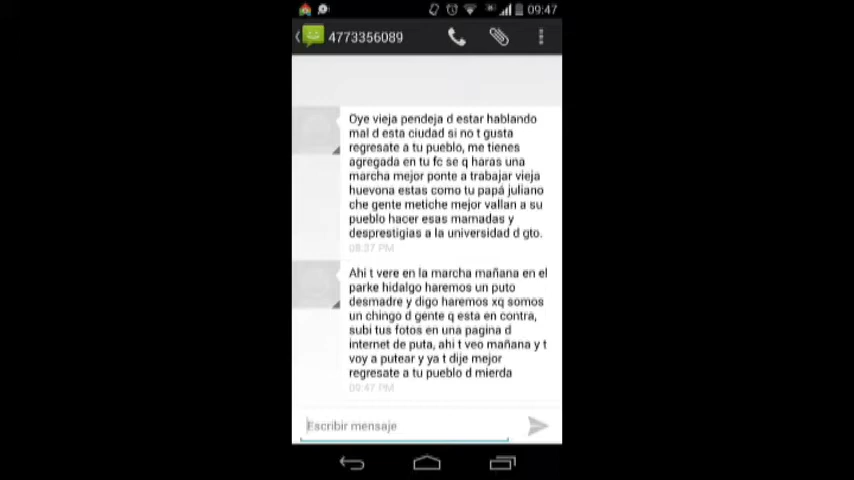 09:47
4773356089
Oye vieja pendeja d estar hablando
mal d esta ciudad si no t gusta
regresate a tu pueblo, me tienes
agregada en tu fc se q haras una
marcha mejor ponte a trabajar vieja
huevona estas como tu papá juliano
che gente metiche mejor vallan a su
pueblo hacer esas mamadas y
desprestigias a la universidad d gto.
08:37 PM
Ahi t vere en la marcha mañana en el
parke hidalgo haremos un puto
desmadre y digo haremos xq somos
un chingo d gente q esta en contra,
subi tus fotos en una pagina d
internet de puta, ahi t veo mañana y t
voy a putear y ya t dije mejor
regresate a tu pueblo d mierda
09:47 PM
Escribir mensaje